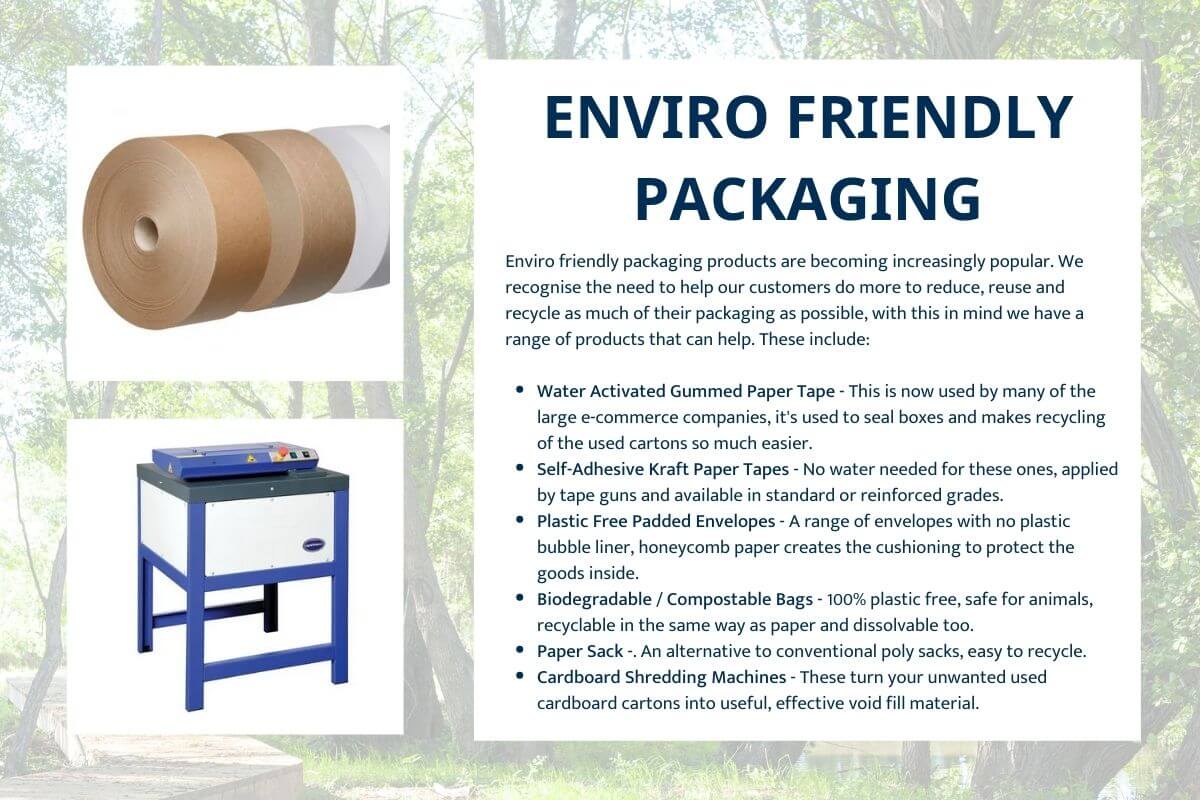 ENVIRO FRIENDLY
PACKAGING
Enviro friendly packaging products are becoming increasingly popular. We
recognise the need to help our customers do more to reduce, reuse and
recycle as much of their packaging as possible, with this in mind we have a
range of products that can help. These include:
• Water Activated Gummed Paper Tape - This is now used by many of the
large e-commerce companies, it's used to seal boxes and makes recycling
of the used cartons so much easier.
• Self-Adhesive Kraft Paper Tapes - No water needed for these ones, applied
by tape guns and available in standard or reinforced grades.
• Plastic Free Padded Envelopes - A range of envelopes with no plastic
bubble liner, honeycomb paper creates the cushioning to protect the
goods inside.
• Biodegradable / Compostable Bags - 100% plastic free, safe for animals,
recyclable in the same way as paper and dissolvable too.
• Paper Sack -. An alternative to conventional poly sacks, easy to recycle.
• Cardboard Shredding Machines - These turn your unwanted used
cardboard cartons into useful, effective void fill material.